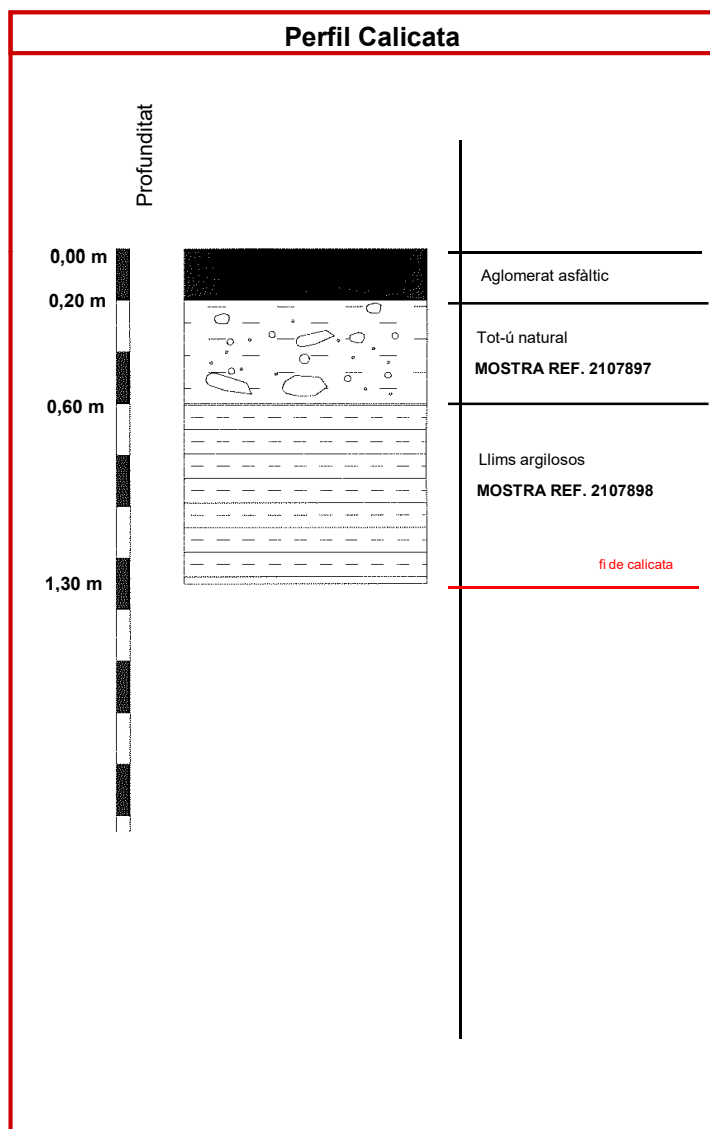 Perfil Calicata
Profunditat
0,00 m
Aglomerat asfàltic
0,20 m
Tot-ú natural
MOSTRA REF. 2107897
0,60 m
Llims argilosos
MOSTRA REF. 2107898
fi de calicata
1,30 m